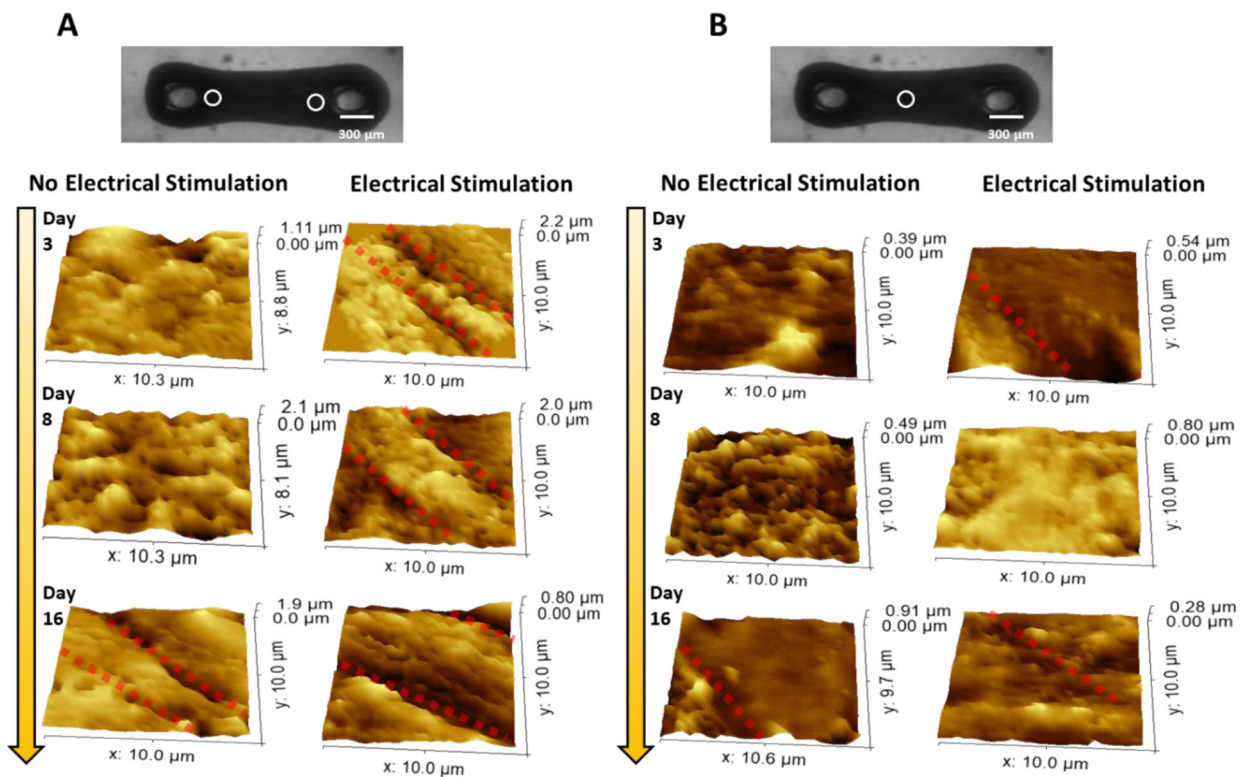 A
300 µm
No Electrical Stimulation
Electrical Stimulation
Day
3
1.11 µm
0.00 µm
y: 8.8 µm
x: 10.3 µm
2.2 µm
0.0 µm
y: 10.0 µm
x: 10.0 µm
Day
8
2.1 µm
0.0 µm
y: 8.1 µm
x: 10.3 µm
2.0 µm
0.0 µm
y: 10.0 µm
x: 10.0 µm
Day
16
1.9 µm
0.0 µm
y: 10.0 µm
x: 10.0 µm
0.80 µm
0.00 µm
y: 10.0 µm
x: 10.0 µm
B
300 µm
No Electrical Stimulation
Electrical Stimulation
Day
3
0.39 µm
0.00 µm
y: 10.0 µm
x: 10.0 µm
0.54 µm
0.00 µm
y: 10.0 µm
x: 10.0 µm
Day
8
0.49 µm
0.00 µm
y: 10.0 µm
x: 10.0 µm
0.80 µm
0.00 µm
y: 10.0 µm
x: 10.0 µm
Day
16
0.91 µm
0.00 µm
y: 9.7 µm
x: 10.6 µm
0.28 µm
0.00 µm
y: 10.0 µm
x: 10.0 µm